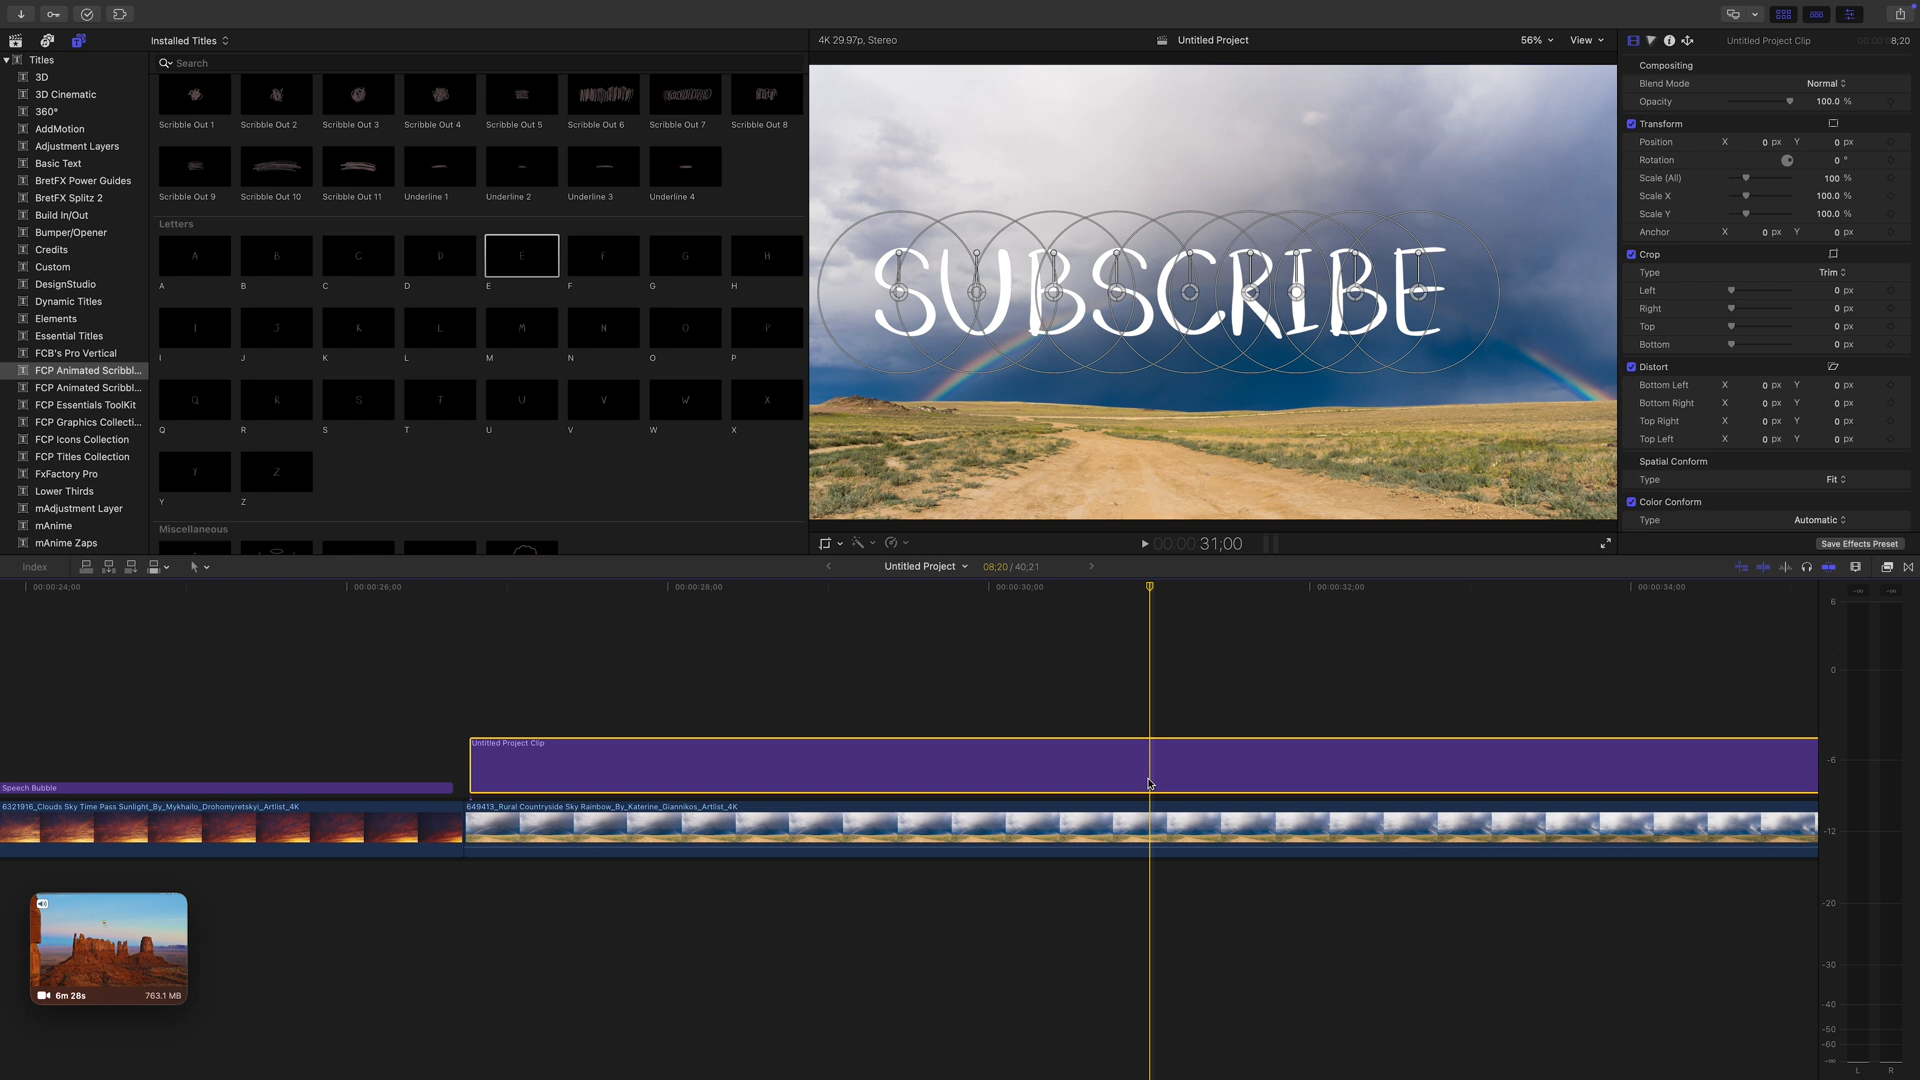 Installed Titles
4K 29.97p, Stereo
Untitled Project
56%
View
Untitled Project Clip
00:00:08;20
Titles
3D
3D Cinematic
360°
AddMotion
Adjustment Layers
Basic Text
BretFX Power Guides
BretFX Splitz 2
Build In/Out
Bumper/Opener
Credits
Custom
DesignStudio
Dynamic Titles
Elements
Essential Titles
FCB's Pro Vertical
FCP Animated Scribbl...
FCP Animated Scribbl...
FCP Essentials ToolKit
FCP Graphics Collecti...
FCP Icons Collection
FCP Titles Collection
FxFactory Pro
Lower Thirds
mAdjustment Layer
mAnime
mAnime Zaps
Search
Scribble Out 1
Scribble Out 2
Scribble Out 3
Scribble Out 4
Scribble Out 5
Scribble Out 6
Scribble Out 7
Scribble Out 8
Scribble Out 9
Scribble Out 10
Scribble Out 11
Underline 1
Underline 2
Underline 3
Underline 4
Letters
A B C D E F G H
A B C D E F G H
I J K L M N O P
I J K L M N O P
Q R S T U V W X
Q R S T U V W X
Y Z
Y Z
Miscellaneous
SUBSCRIBE
00:00:31;00
Compositing
Blend Mode Normal
Opacity 100.0 %
Transform
Position X 0 px Y 0 px
Rotation 0 °
Scale (All) 100 %
Scale X 100.0 %
Scale Y 100.0 %
Anchor X 0 px Y 0 px
Crop
Type Trim
Left 0 px
Right 0 px
Top 0 px
Bottom 0 px
Distort
Bottom Left X 0 px Y 0 px
Bottom Right X 0 px Y 0 px
Top Right X 0 px Y 0 px
Top Left X 0 px Y 0 px
Spatial Conform
Type Fit
Color Conform
Type Automatic
Save Effects Preset
Index
Untitled Project
08;20 / 40;21
00:00:24;00
00:00:26;00
00:00:28;00
00:00:30;00
00:00:32;00
00:00:34;00
Untitled Project Clip
Speech Bubble
6321916_Clouds Sky Time Pass Sunlight_By_Mykhailo_Drohomyretskyi_Artlist_4K
649413_Rural Countryside Sky Rainbow_By_Katerine_Giannikos_Artlist_4K
6m 28s
763.1 MB
-∞ -∞
6
0
-6
-12
-20
-30
-40
-50
-60
-∞
L R